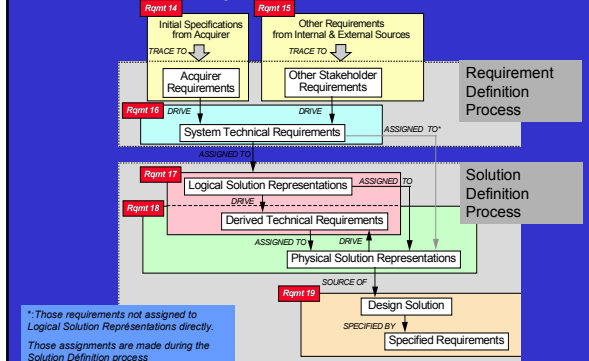 Rqmt 14
Rqmt 15
Initial Specifications
from Acquirer
Other Requirements
from Internal & External Sources
TRACE TO
TRACE TO
Acquirer
Requirements
Other Stakeholder
Requirements
Requirement
Definition
Process
Rqmt 16
DRIVE
DRIVE
System Technical Requirements
ASSIGNED TO*
ASSIGNED TO
Rqmt 17
Logical Solution Representations
ASSIGNED TO
Solution
Definition
Process
DRIVE
Rqmt 18
Derived Technical Requirements
ASSIGNED TO
DRIVE
Physical Solution Representations
SOURCE OF
Rqmt 19
Design Solution
SPECIFIED BY
Specified Requirements
*:Those requirements not assigned to
Logical Solution Représentations directly.
Those assignments are made during the
Solution Définition process